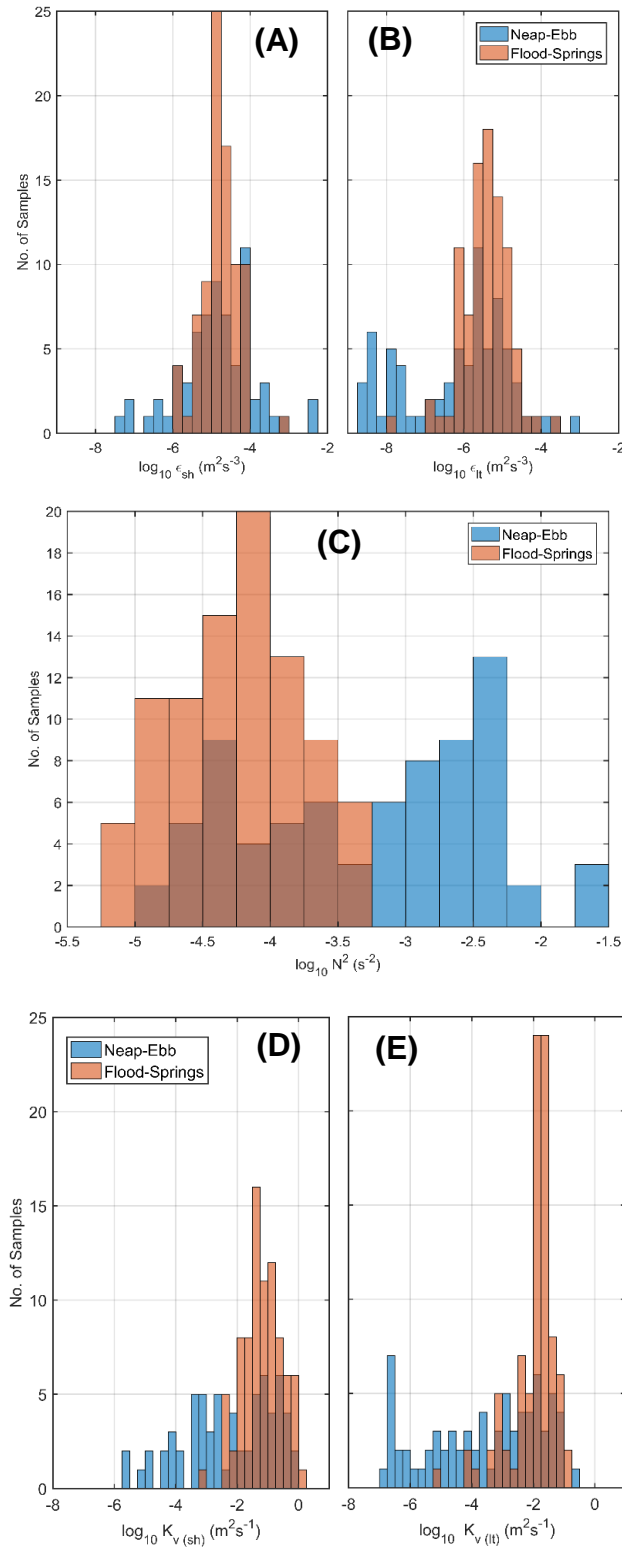 (A)
25
20
15
10
5
0
No. of Samples
-8 -6 -4 -2
log10 ϵsh (m²s⁻³)
(B)
Neap-Ebb
Flood-Springs
-8 -6 -4 -2
log10 ϵlt (m²s⁻³)
(C)
Neap-Ebb
Flood-Springs
20
18
16
14
12
10
8
6
4
2
0
No. of Samples
-5.5 -5 -4.5 -4 -3.5 -3 -2.5 -2 -1.5
log10 N² (s⁻²)
(D)
Neap-Ebb
Flood-Springs
25
20
15
10
5
0
No. of Samples
-8 -6 -4 -2 0
log10 Kv (sh) (m²s⁻¹)
(E)
-8 -6 -4 -2 0
log10 Kv (lt) (m²s⁻¹)